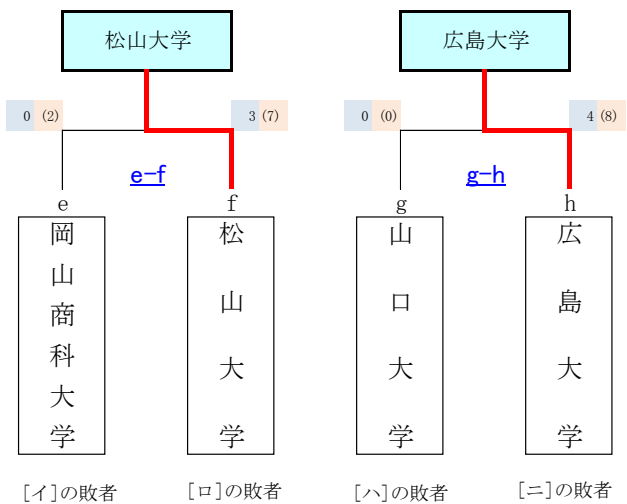 松山大学
広島大学
0 (2)
3 (7)
0 (0)
4 (8)
e-f
g-h
e
f
g
h
岡山商科大学
松山大学
山口大学
広島大学
[イ]の敗者
[ロ]の敗者
[ハ]の敗者
[ニ]の敗者